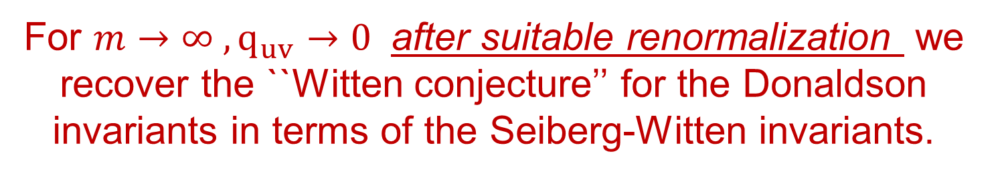 For m → ∞ , q_uv → 0 after suitable renormalization we
recover the ``Witten conjecture” for the Donaldson
invariants in terms of the Seiberg-Witten invariants.